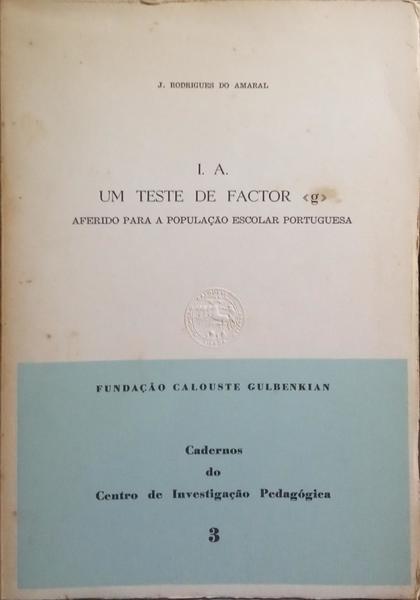 J. RODRIGUES DO AMARAL
I. A.
UM TESTE DE FACTOR «g»
AFERIDO PARA A POPULAÇÃO ESCOLAR PORTUGUESA
FUNDAÇÃO CALOUSTE GULBENKIAN
Cadernos
do
Centro de Investigação Pedagógica
3